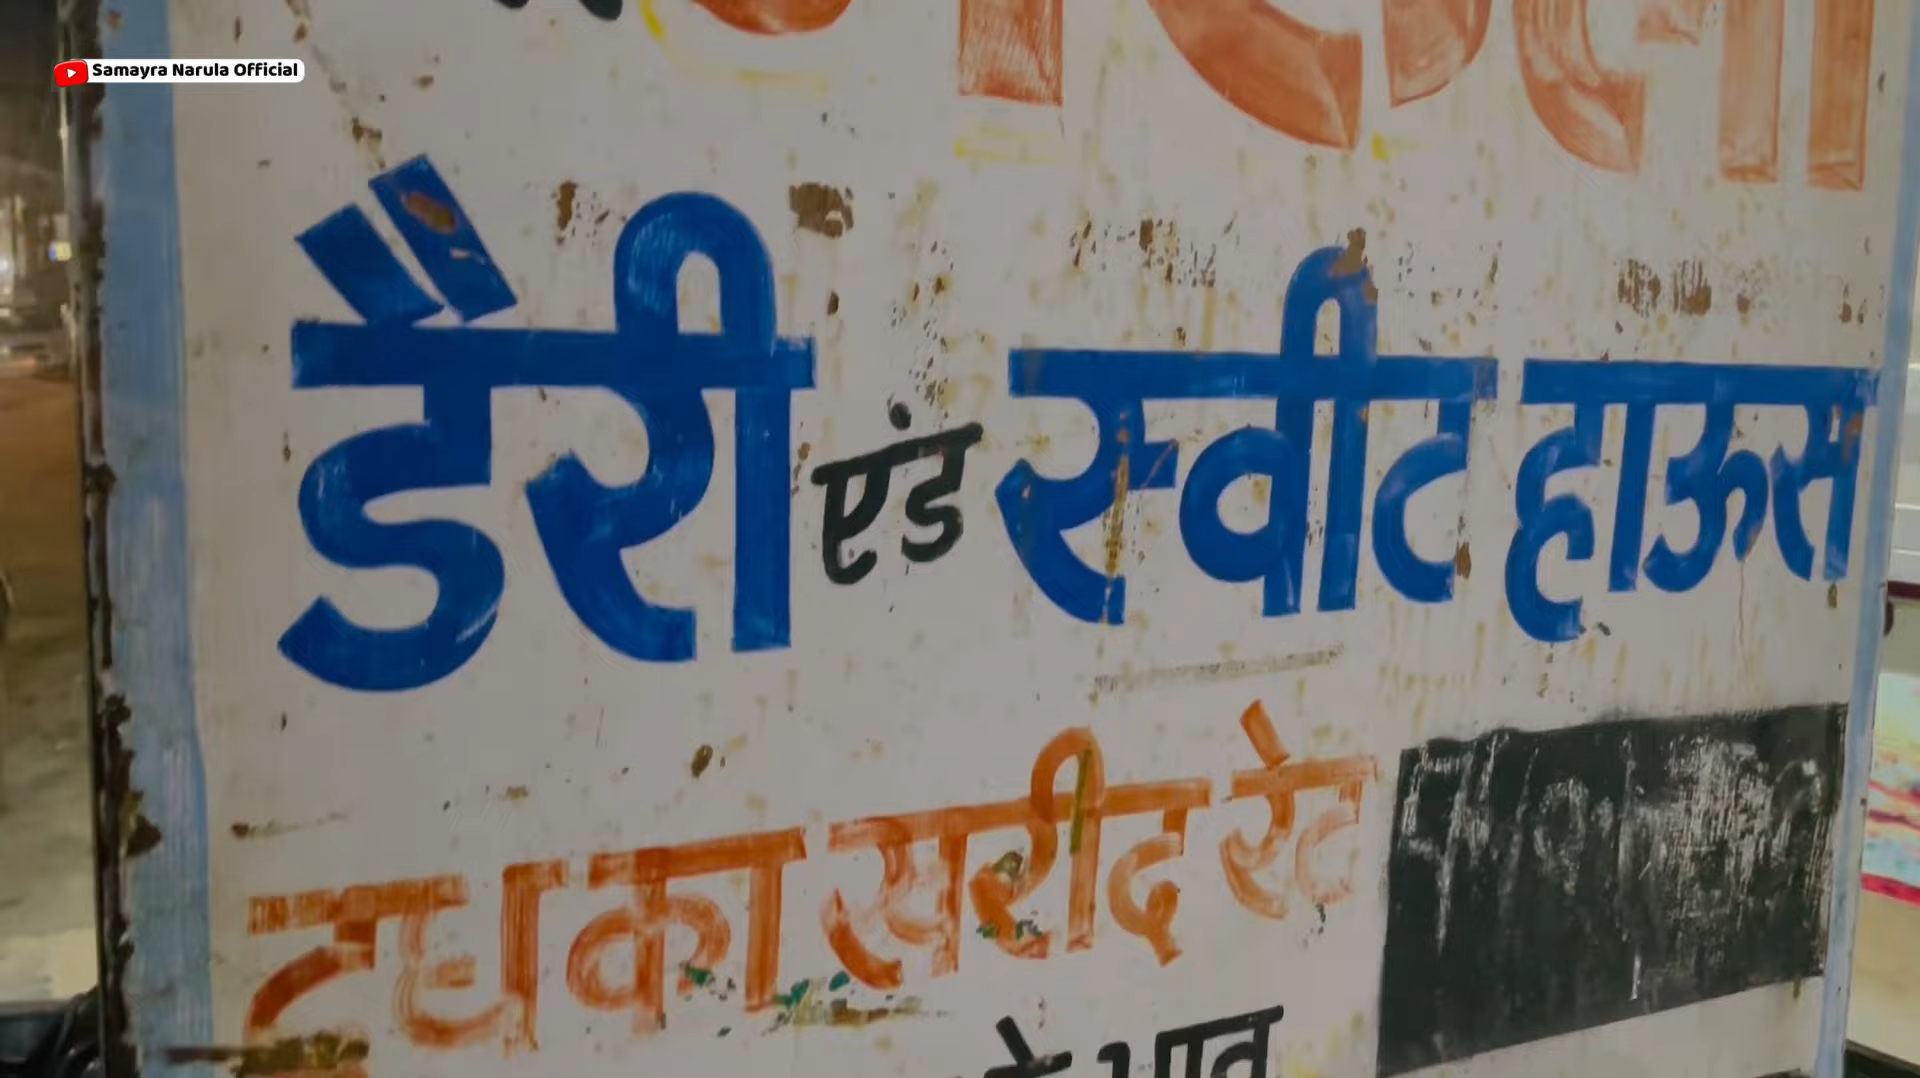 Samayra Narula Official
डैरी एंड स्वीट हाऊस
दूध का खरीद रेट
के भाव